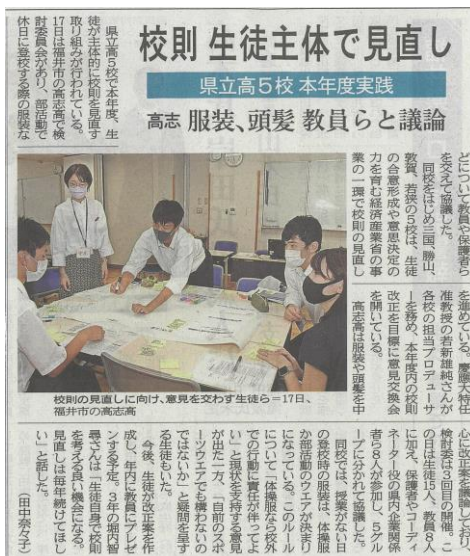 校則 生徒主体で見直し
県立高5校 本年度実践
高志 服装、頭髪 教員らと議論
県立高5校で本年度、生
徒が主体的に校則を見直す
取り組みが行われている。
17日は福井市の高志高で検
討委員会があり、部活動で
休日に登校する際の服装な
どについて教員や保護者ら
を交えて協議した。
同校をはじめ三国、勝山、
敦賀、若狭の5校は、生徒
の合意形成や意思決定の
力を育む経済産業省の事
業の一環で校則の見直し
を進めている。慶應大特任
准教授の若新雄純さんが
各校の担当プロデューサ
ーを務め、本年度内の校則
改正を目標に意見交換会
を開いている。
高志高は服装や頭髪を中
心に改正案を議論しており
検討委は3回目の開催。こ
の日は生徒15人、教員8人
に加え、保護者やコーディ
ネーター役の県内企業関係
者ら8人が参加し、5グル
ープに分かれて協議した。
同校では、授業がない日
の登校時の服装は、体操服
か部活動のウエアが決まり
になっている。このルール
について「体操服なら校外
での行動に責任が伴ってよ
い」と現状を支持する意見
が出た一方、「自前のスポ
ーツウエアでも構わないの
ではないか」と疑問を呈す
る生徒もいた。
今後、生徒が改正案を作
成し、年内に教員にプレゼ
ンする予定。3年の堀内智
尋さんは「生徒自身で校則
を考える良い機会になる。
見直しは毎年続けてほし
い」と話した。
(田中奈々子)
校則の見直しに向け、意見を交わす生徒ら=17日、
福井市の高志高